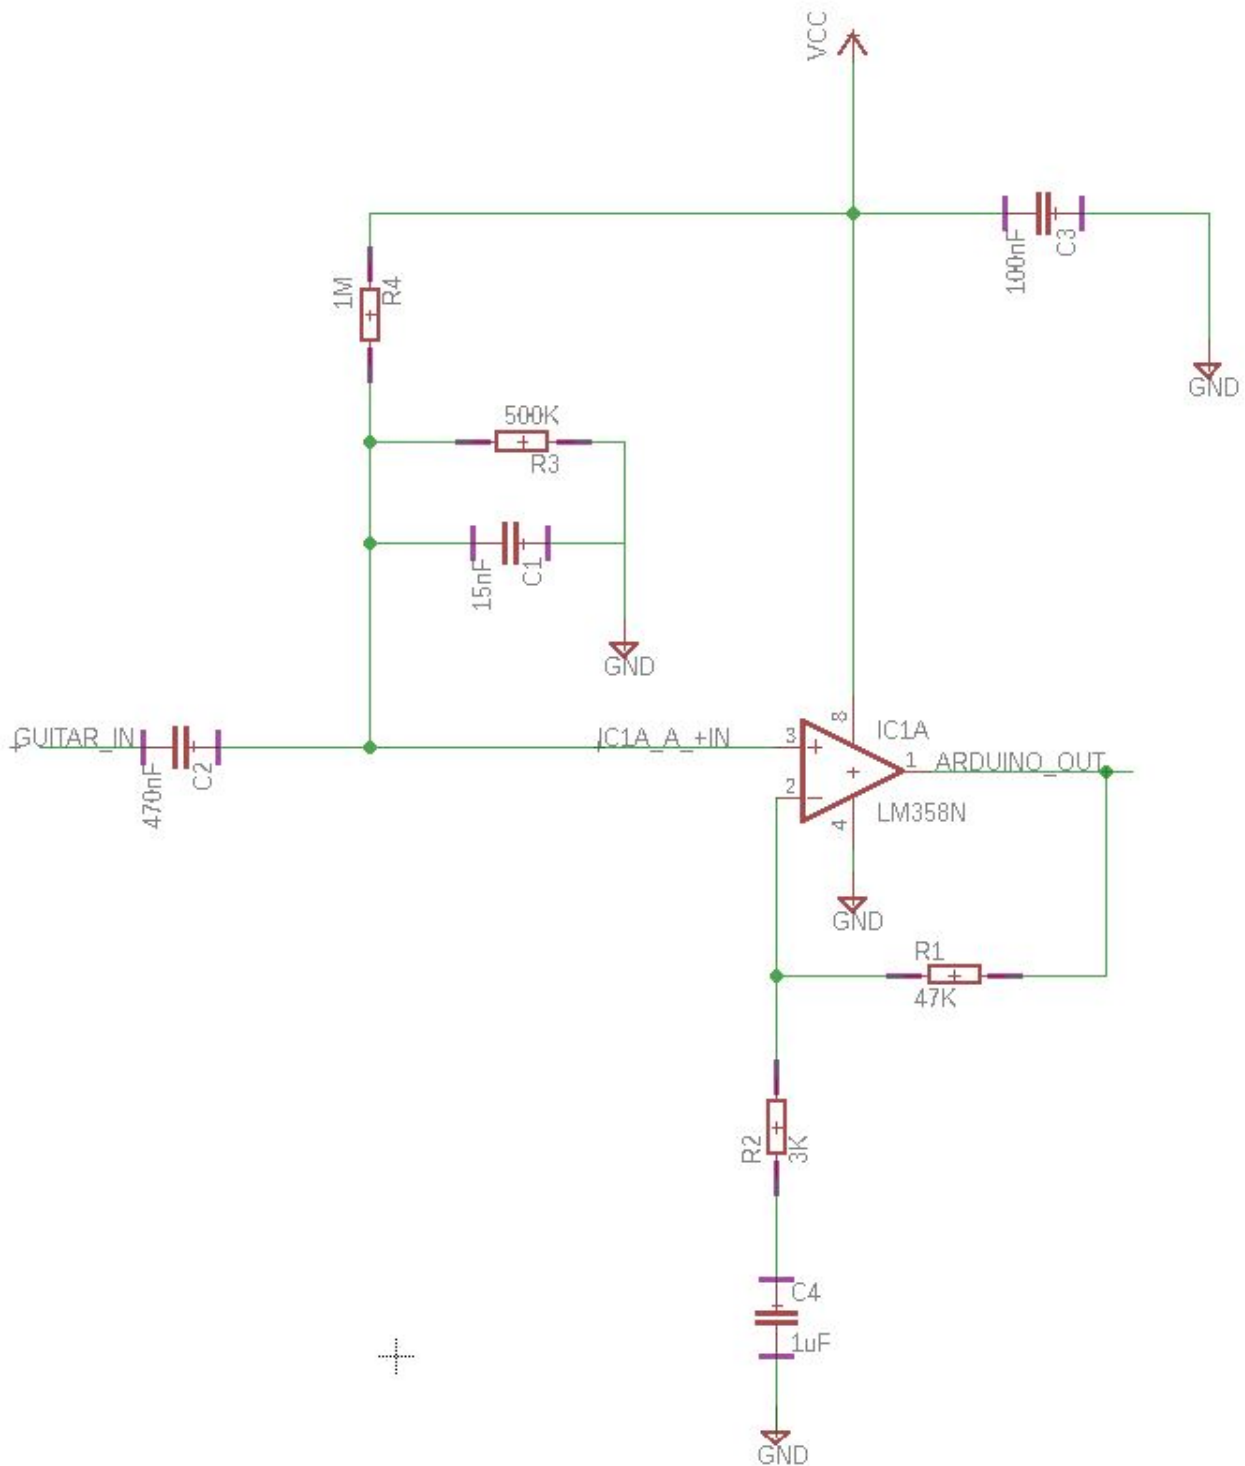 VCC
100nF
C3
GND
1M
R4
500K
R3
15nF
C1
GND
GUITAR_IN
470nF
C2
IC1A_A_+IN
3
2
8
4
1
IC1A
LM358N
ARDUINO_OUT
GND
R1
47K
R2
3K
C4
1uF
GND